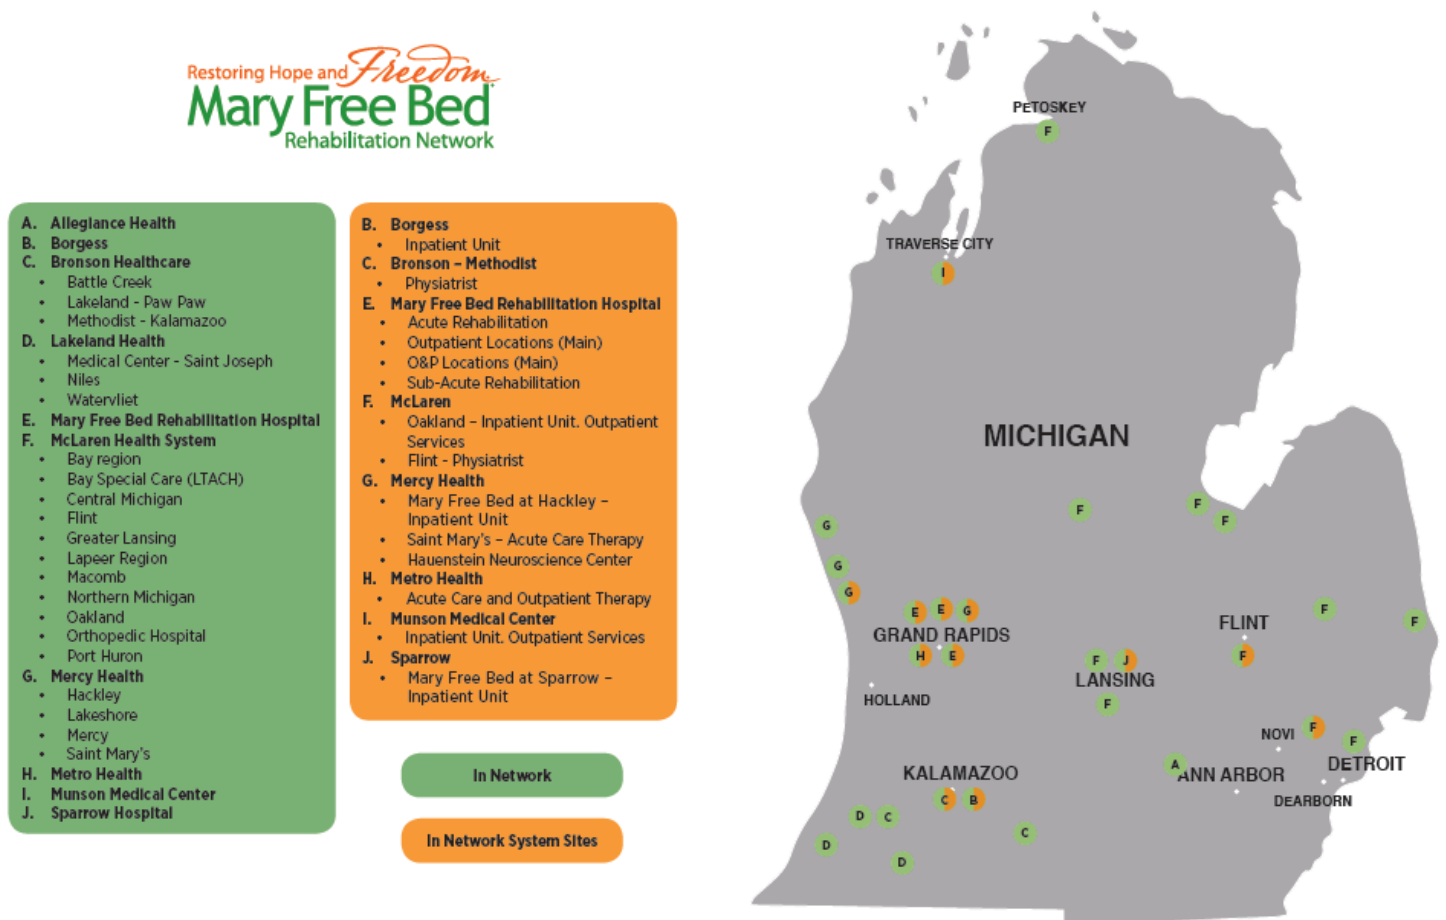 Restoring Hope and Freedom
Mary Free Bed
Rehabilitation Network
A. Allegiance Health
B. Borgess
C. Bronson Healthcare
• Battle Creek
• Lakeland - Paw Paw
• Methodist - Kalamazoo
D. Lakeland Health
• Medical Center - Saint Joseph
• Niles
• Watervliet
E. Mary Free Bed Rehabilitation Hospital
F. McLaren Health System
• Bay region
• Bay Special Care (LTACH)
• Central Michigan
• Flint
• Greater Lansing
• Lapeer Region
• Macomb
• Northern Michigan
• Oakland
• Orthopedic Hospital
• Port Huron
G. Mercy Health
• Hackley
• Lakeshore
• Mercy
• Saint Mary's
H. Metro Health
I. Munson Medical Center
J. Sparrow Hospital
B. Borgess
• Inpatient Unit
C. Bronson – Methodist
• Physiatrist
E. Mary Free Bed Rehabilitation Hospital
• Acute Rehabilitation
• Outpatient Locations (Main)
• O&P Locations (Main)
• Sub-Acute Rehabilitation
F. McLaren
• Oakland – Inpatient Unit. Outpatient
Services
• Flint - Physiatrist
G. Mercy Health
• Mary Free Bed at Hackley –
Inpatient Unit
• Saint Mary's – Acute Care Therapy
• Hauenstein Neuroscience Center
H. Metro Health
• Acute Care and Outpatient Therapy
I. Munson Medical Center
• Inpatient Unit. Outpatient Services
J. Sparrow
• Mary Free Bed at Sparrow –
Inpatient Unit
In Network
In Network System Sites
PETOSKEY
F
TRAVERSE CITY
I
MICHIGAN
F
F
F
G
G
G
E E G
GRAND RAPIDS
H E
HOLLAND
F J
LANSING
F
FLINT
F
F
F
NOVI
F
F
DETROIT
A
ANN ARBOR
DEARBORN
KALAMAZOO
C B
D C
D
D
C